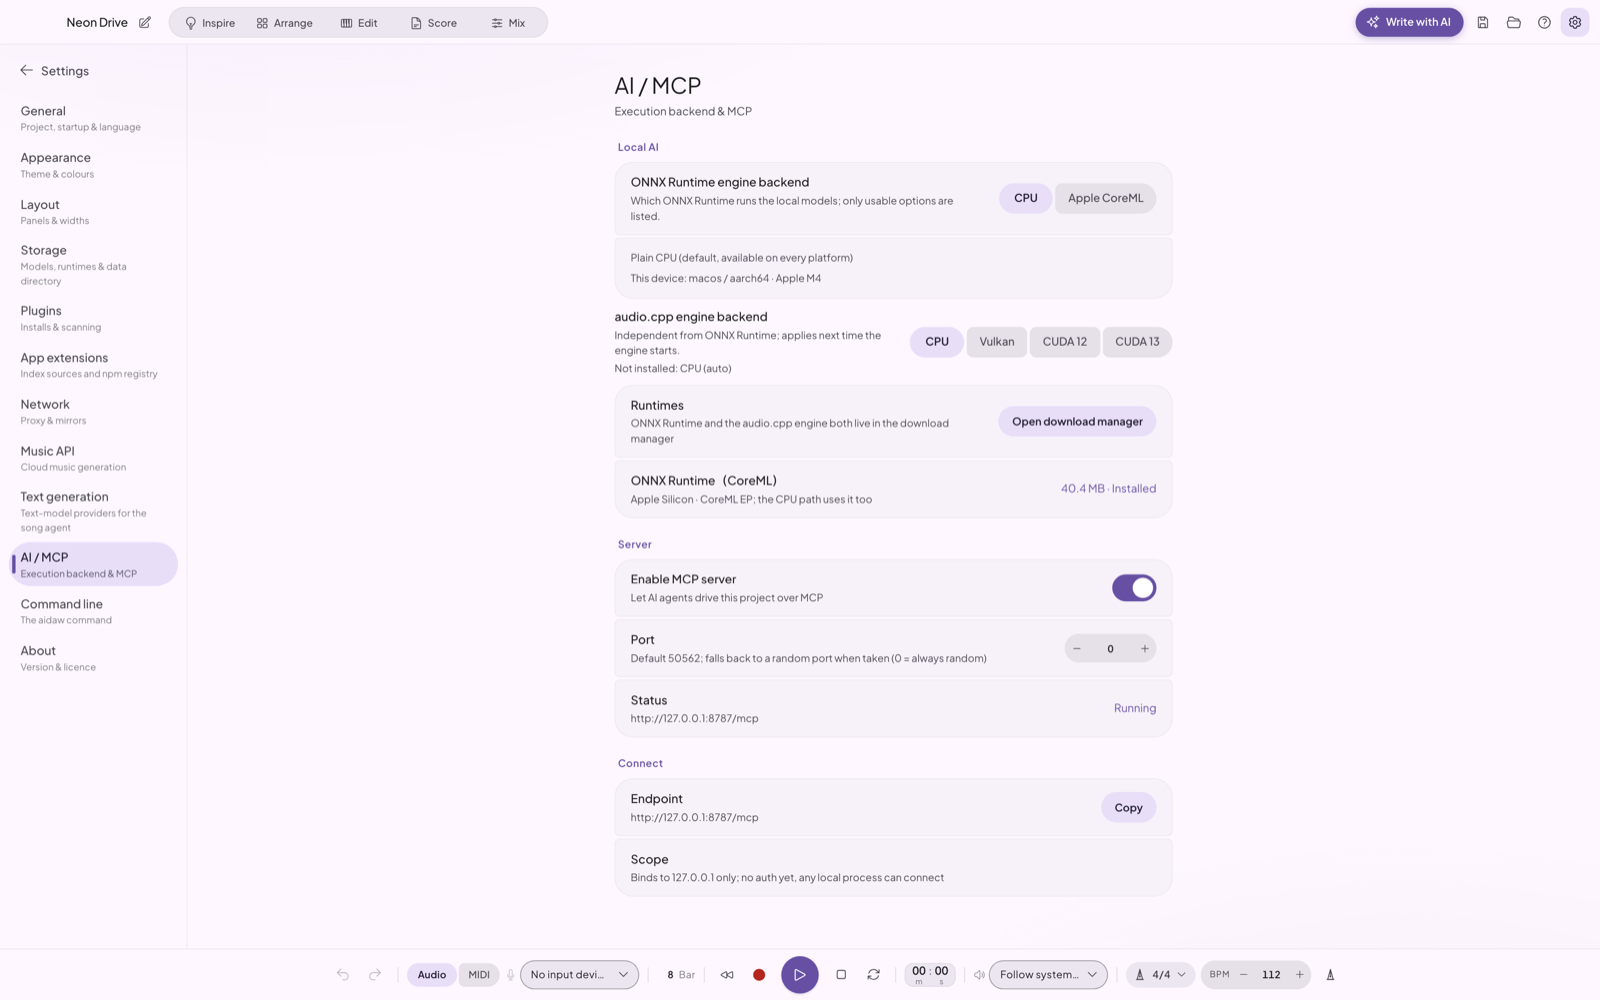 Neon Drive
Inspire
Arrange
Edit
Score
Mix
Write with AI
Settings
General
Project, startup & language
Appearance
Theme & colours
Layout
Panels & widths
Storage
Models, runtimes & data
directory
Plugins
Installs & scanning
App extensions
Index sources and npm registry
Network
Proxy & mirrors
Music API
Cloud music generation
Text generation
Text-model providers for the
song agent
AI / MCP
Execution backend & MCP
Command line
The aidaw command
About
Version & licence
AI / MCP
Execution backend & MCP
Local AI
ONNX Runtime engine backend
Which ONNX Runtime runs the local models; only usable options are
listed.
CPU
Apple CoreML
Plain CPU (default, available on every platform)
This device: macos / aarch64 · Apple M4
audio.cpp engine backend
Independent from ONNX Runtime; applies next time the
engine starts.
Not installed: CPU (auto)
CPU
Vulkan
CUDA 12
CUDA 13
Runtimes
ONNX Runtime and the audio.cpp engine both live in the download
manager
Open download manager
ONNX Runtime（CoreML）
Apple Silicon · CoreML EP; the CPU path uses it too
40.4 MB · Installed
Server
Enable MCP server
Let AI agents drive this project over MCP
Port
Default 50562; falls back to a random port when taken (0 = always random)
− 0 +
Status
http://127.0.0.1:8787/mcp
Running
Connect
Endpoint
http://127.0.0.1:8787/mcp
Copy
Scope
Binds to 127.0.0.1 only; no auth yet, any local process can connect
Audio
MIDI
No input devi...
8 Bar
00 : 00
m s
Follow system...
4/4
BPM − 112 +